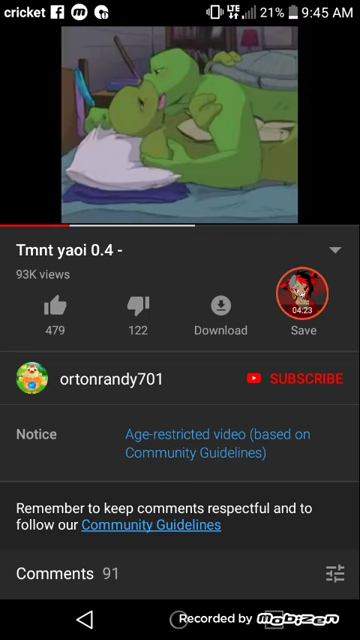 cricket LTE 21% 9:45 AM
Tmnt yaoi 0.4 -
93K views
04:23
479 122 Download Save
ortonrandy701 SUBSCRIBE
Notice Age-restricted video (based on
Community Guidelines)
Remember to keep comments respectful and to
follow our Community Guidelines
Comments 91
Recorded by Mobizen